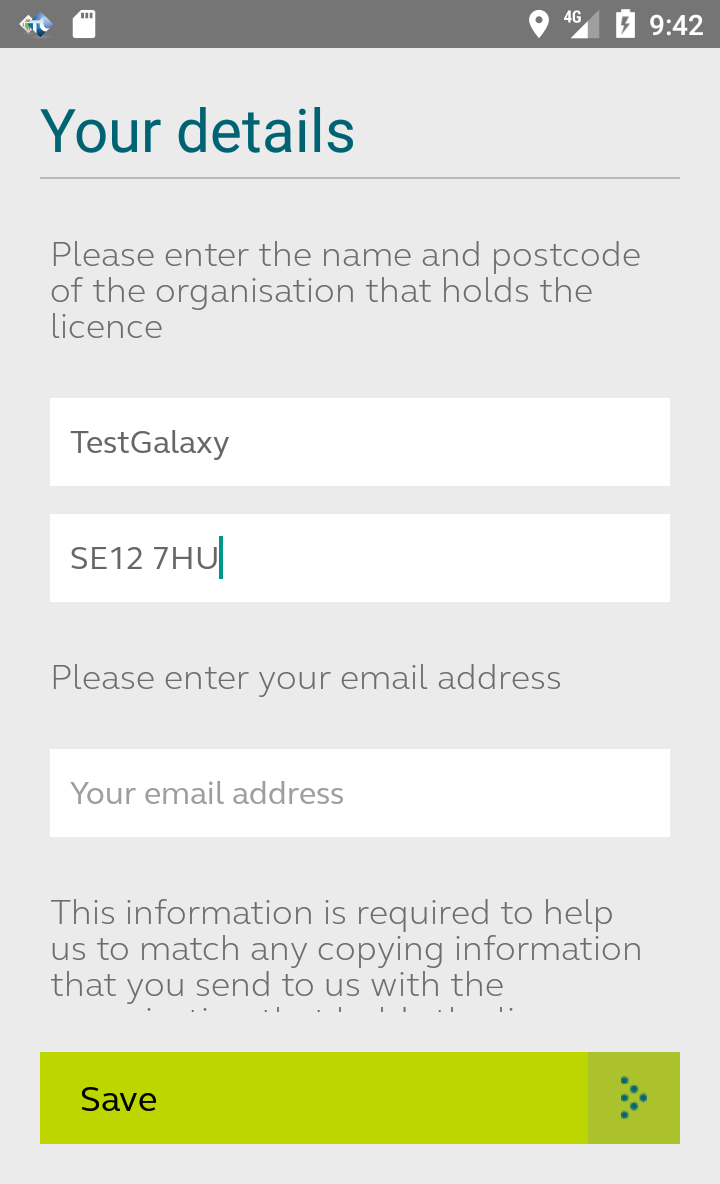 4G 9:42
Your details
Please enter the name and postcode
of the organisation that holds the
licence
TestGalaxy
SE12 7HU
Please enter your email address
Your email address
This information is required to help
us to match any copying information
that you send to us with the
Save